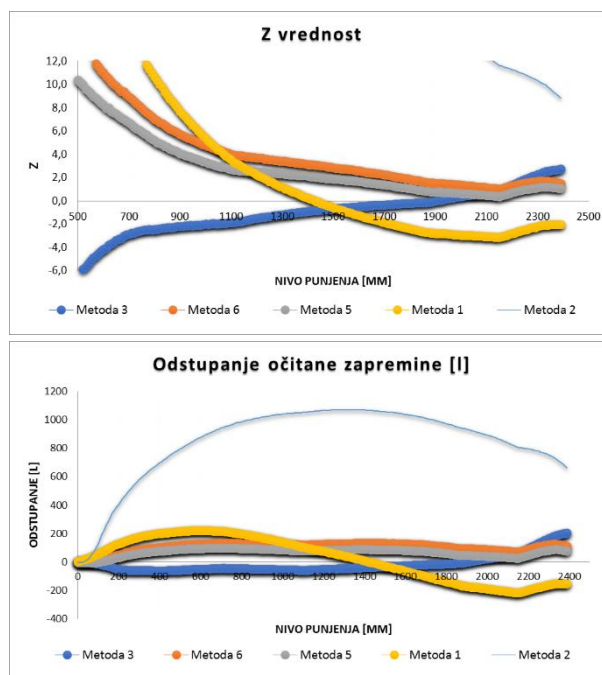 Z vrednost
12,0
10,0
8,0
6,0
4,0
2,0
0,0
-2,0
-4,0
-6,0
Z
500 700 900 1100 1300 1500 1700 1900 2100 2300 2500
NIVO PUNJENJA [MM]
Metoda 3 Metoda 6 Metoda 5 Metoda 1 Metoda 2
Odstupanje očitane zapremine [l]
1200
1000
800
600
400
200
0
-200
-400
ODSTUPANJE [L]
0 200 400 600 800 1000 1200 1400 1600 1800 2000 2200 2400
NIVO PUNJENJA [MM]
Metoda 3 Metoda 6 Metoda 5 Metoda 1 Metoda 2